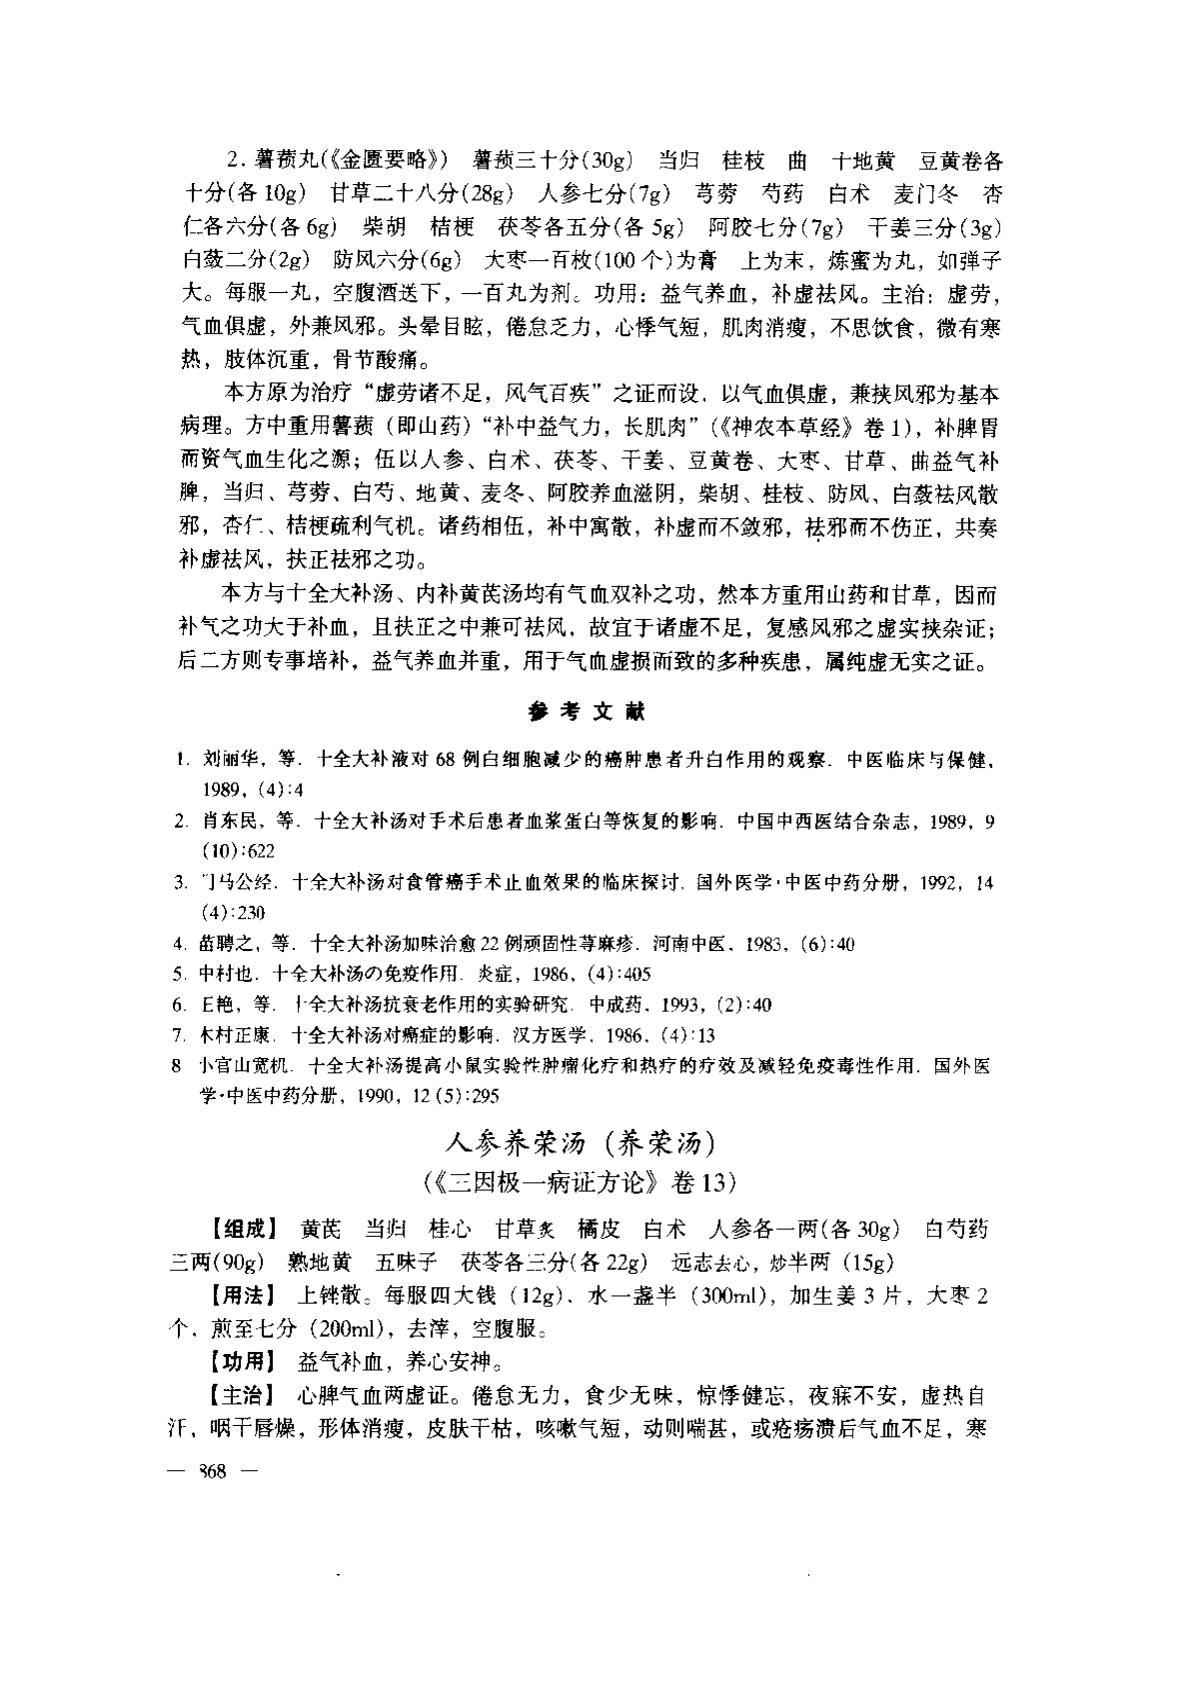 2. 薯蓣丸(《金匮要略》) 薯蓣三十分(30g) 当归 桂枝 曲 干地黄 豆黄卷各
十分(各10g) 甘草二十八分(28g) 人参七分(7g) 芎䓖 芍药 白术 麦门冬 杏
仁各六分(各6g) 柴胡 桔梗 茯苓各五分(各5g) 阿胶七分(7g) 干姜三分(3g)
白蔹二分(2g) 防风六分(6g) 大枣一百枚(100个)为膏 上为末，炼蜜为丸，如弹子
大。每服一丸，空腹酒送下，一百丸为剂。功用：益气养血，补虚祛风。主治：虚劳，
气血俱虚，外兼风邪。头晕目眩，倦怠乏力，心悸气短，肌肉消瘦，不思饮食，微有寒
热，肢体沉重，骨节酸痛。
本方原为治疗“虚劳诸不足，风气百疾”之证而设，以气血俱虚，兼挟风邪为基本
病理。方中重用薯蓣（即山药）“补中益气力，长肌肉”（《神农本草经》卷1），补脾胃
而资气血生化之源；伍以人参、白术、茯苓、干姜、豆黄卷、大枣、甘草、曲益气补
脾，当归、芎䓖、白芍、地黄、麦冬、阿胶养血滋阴，柴胡、桂枝、防风、白蔹祛风散
邪，杏仁、桔梗疏利气机。诸药相伍，补中寓散，补虚而不敛邪，祛邪而不伤正，共奏
补虚祛风，扶正祛邪之功。
本方与十全大补汤、内补黄芪汤均有气血双补之功，然本方重用山药和甘草，因而
补气之功大于补血，且扶正之中兼可祛风，故宜于诸虚不足，复感风邪之虚实挟杂证；
后二方则专事培补，益气养血并重，用于气血虚损而致的多种疾患，属纯虚无实之证。
参考文献
1. 刘丽华，等．十全大补液对68例白细胞减少的癌肿患者升白作用的观察．中医临床与保健，
1989，(4):4
2. 肖东民，等．十全大补汤对手术后患者血浆蛋白等恢复的影响．中国中西医结合杂志，1989，9
(10):622
3. 门马公经．十全大补汤对食管癌手术止血效果的临床探讨．国外医学·中医中药分册，1992，14
(4):230
4. 苗聘之，等．十全大补汤加味治愈22例顽固性荨麻疹．河南中医，1983，(6):40
5. 中村也．十全大补汤の免疫作用．炎症，1986，(4):405
6. 王艳，等．十全大补汤抗衰老作用的实验研究．中成药，1993，(2):40
7. 木村正康．十全大补汤对癌症的影响．汉方医学，1986，(4):13
8 小官山宽机．十全大补汤提高小鼠实验性肿瘤化疗和热疗的疗效及减轻免疫毒性作用．国外医
学·中医中药分册，1990，12(5):295
人参养荣汤（养荣汤）
（《三因极一病证方论》卷13）
【组成】 黄芪 当归 桂心 甘草炙 橘皮 白术 人参各一两(各30g) 白芍药
三两(90g) 熟地黄 五味子 茯苓各三分(各22g) 远志去心，炒半两（15g）
【用法】 上锉散。每服四大钱（12g），水一盏半（300ml），加生姜3片，大枣2
个，煎至七分（200ml），去滓，空腹服。
【功用】 益气补血，养心安神。
【主治】 心脾气血两虚证。倦怠无力，食少无味，惊悸健忘，夜寐不安，虚热自
汗，咽干唇燥，形体消瘦，皮肤干枯，咳嗽气短，动则喘甚，或疮疡溃后气血不足，寒
— 868 —